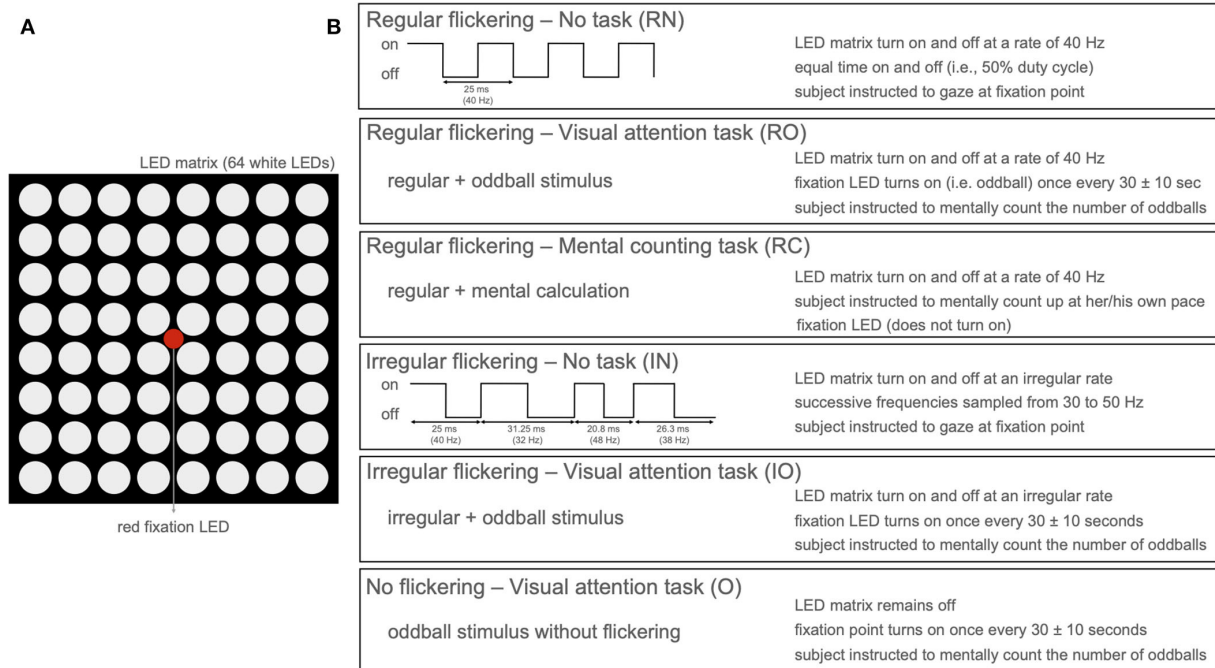 A
LED matrix (64 white LEDs)
red fixation LED
B
Regular flickering – No task (RN)
on
off
25 ms
(40 Hz)
LED matrix turn on and off at a rate of 40 Hz
equal time on and off (i.e., 50% duty cycle)
subject instructed to gaze at fixation point
Regular flickering – Visual attention task (RO)
regular + oddball stimulus
LED matrix turn on and off at a rate of 40 Hz
fixation LED turns on (i.e. oddball) once every 30 ± 10 sec
subject instructed to mentally count the number of oddballs
Regular flickering – Mental counting task (RC)
regular + mental calculation
LED matrix turn on and off at a rate of 40 Hz
subject instructed to mentally count up at her/his own pace
fixation LED (does not turn on)
Irregular flickering – No task (IN)
on
off
25 ms 31.25 ms 20.8 ms 26.3 ms
(40 Hz) (32 Hz) (48 Hz) (38 Hz)
LED matrix turn on and off at an irregular rate
successive frequencies sampled from 30 to 50 Hz
subject instructed to gaze at fixation point
Irregular flickering – Visual attention task (IO)
irregular + oddball stimulus
LED matrix turn on and off at an irregular rate
fixation LED turns on once every 30 ± 10 seconds
subject instructed to mentally count the number of oddballs
No flickering – Visual attention task (O)
oddball stimulus without flickering
LED matrix remains off
fixation point turns on once every 30 ± 10 seconds
subject instructed to mentally count the number of oddballs